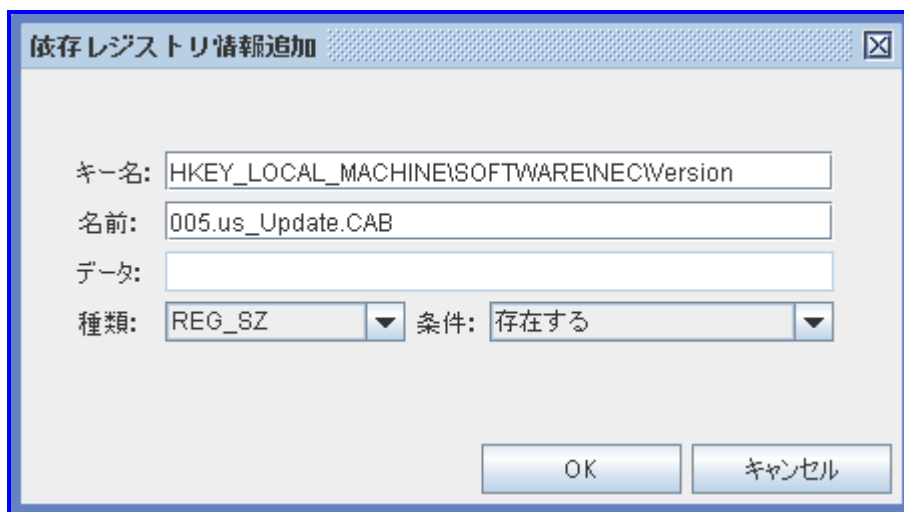 依存レジストリ情報追加
キー名: HKEY_LOCAL_MACHINE\SOFTWARE\NEC\Version
名前: 005.us_Update.CAB
データ:
種類: REG_SZ 条件: 存在する
OK キャンセル